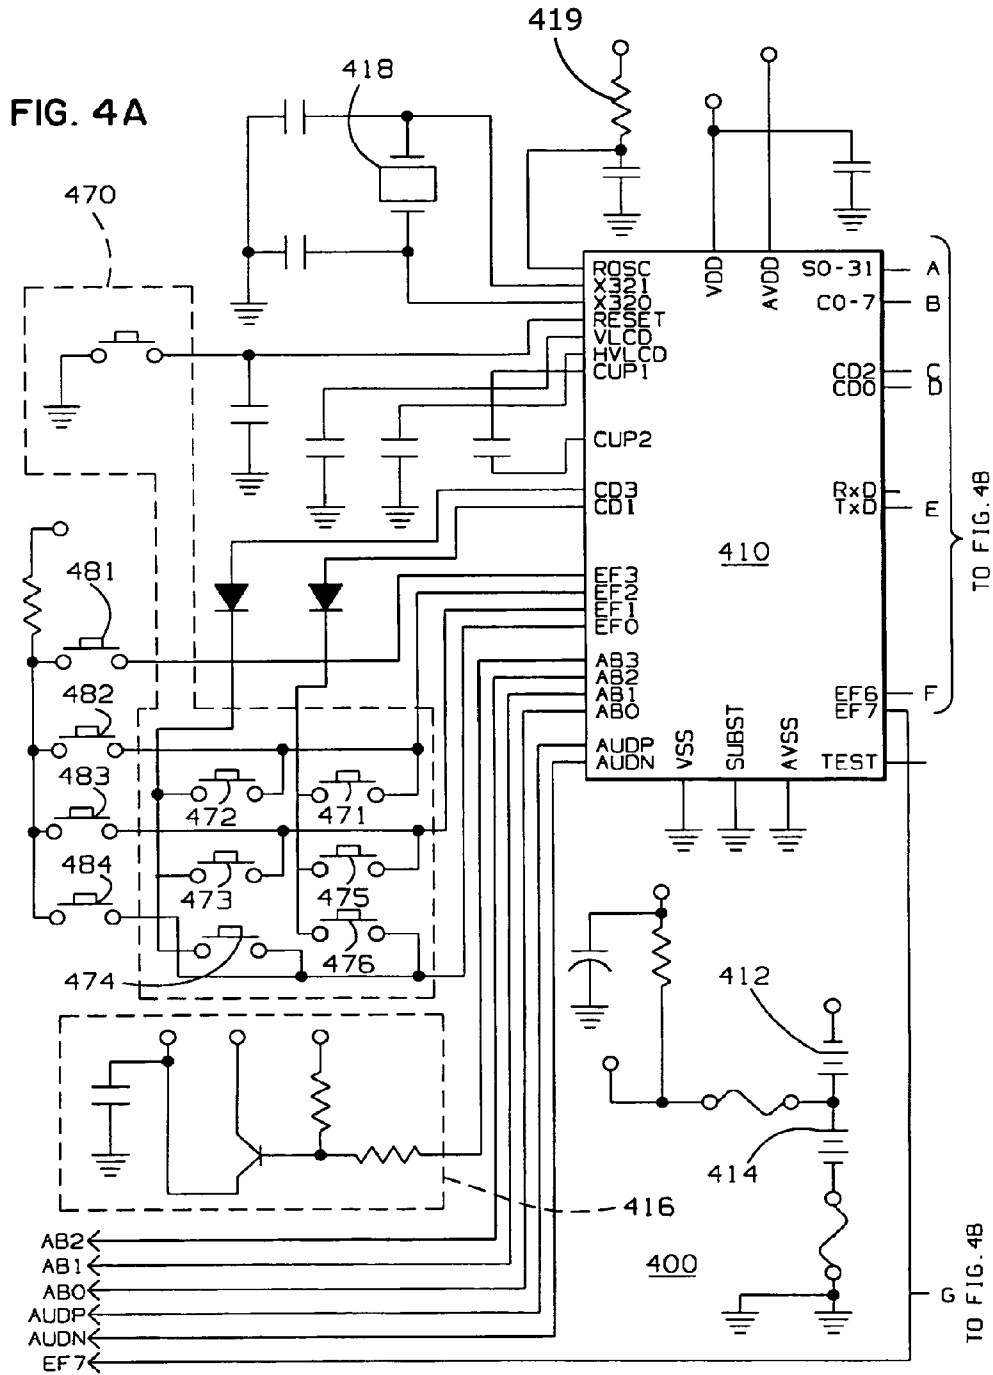 419
418
FIG. 4A
470
ROSC
X321
X320
RESET
VLCD
HVLCD
CUP1
CUP2
CD3
CD1
EF3
EF2
EF1
EF0
AB3
AB2
AB1
AB0
AUDP
AUDN
VDD
AVDD
SO-31
CO-7
CD2
CD0
RxD
TxD
EF6
EF7
TEST
VSS
SUBST
AVSS
410
A
B
C
D
E
F
TO FIG. 4B
481
482
483
484
472
471
473
475
474
476
412
414
416
400
AB2
AB1
AB0
AUDP
AUDN
EF7
G
TO FIG. 4B